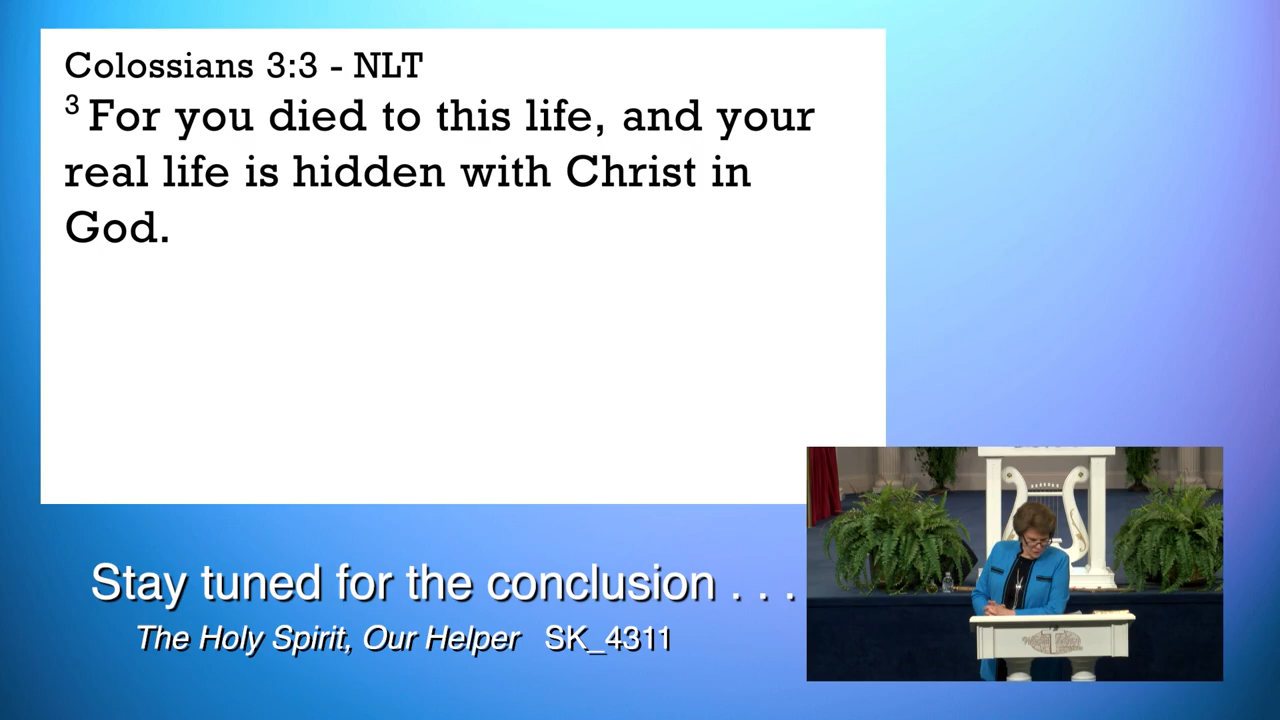 Colossians 3:3 - NLT
3 For you died to this life, and your
real life is hidden with Christ in
God.
Stay tuned for the conclusion . . .
The Holy Spirit, Our Helper SK_4311